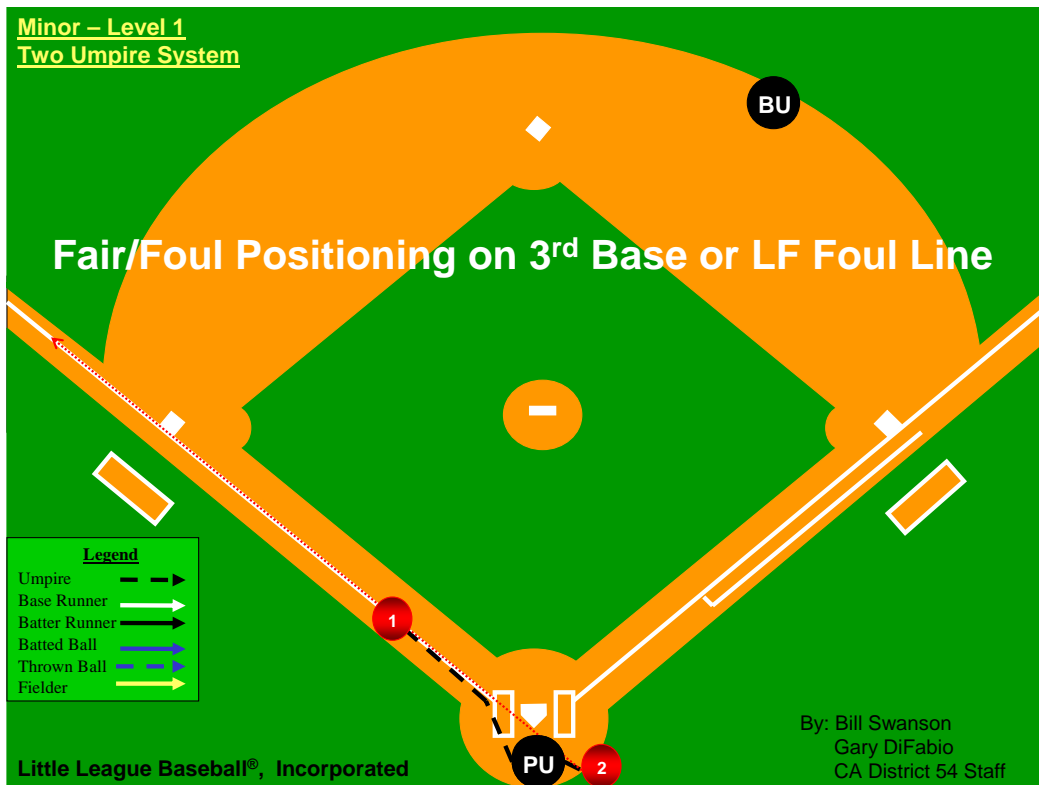 Minor – Level 1
Two Umpire System
BU
Fair/Foul Positioning on 3rd Base or LF Foul Line
Legend
Umpire
Base Runner
Batter Runner
Batted Ball
Thrown Ball
Fielder
1
PU
2
By: Bill Swanson
Gary DiFabio
CA District 54 Staff
Little League Baseball®, Incorporated